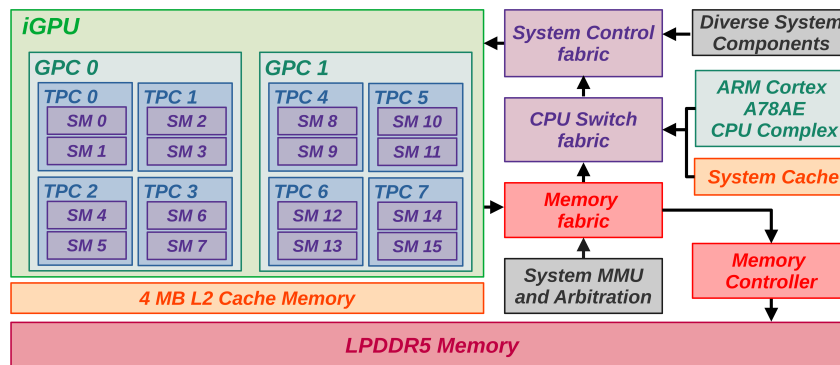 iGPU
GPC 0
TPC 0
SM 0
SM 1
TPC 1
SM 2
SM 3
TPC 2
SM 4
SM 5
TPC 3
SM 6
SM 7
GPC 1
TPC 4
SM 8
SM 9
TPC 5
SM 10
SM 11
TPC 6
SM 12
SM 13
TPC 7
SM 14
SM 15
4 MB L2 Cache Memory
System Control
fabric
CPU Switch
fabric
Memory
fabric
System MMU
and Arbitration
Diverse System
Components
ARM Cortex
A78AE
CPU Complex
System Cache
Memory
Controller
LPDDR5 Memory